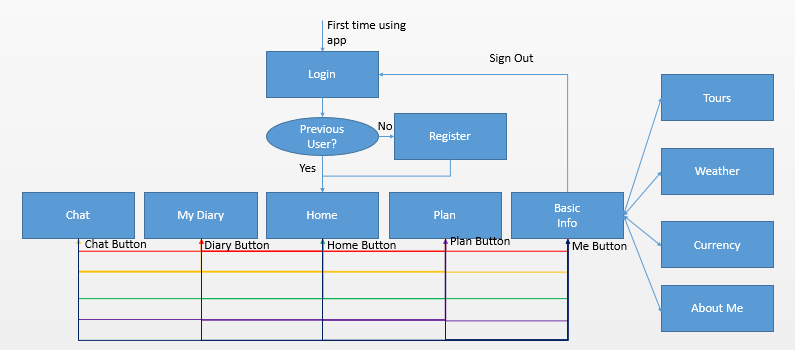 First time using
app
Login
Sign Out
Tours
Previous
User?
No
Register
Yes
Weather
Chat
My Diary
Home
Plan
Basic
Info
Chat Button
Diary Button
Home Button
Plan Button
Me Button
Currency
About Me